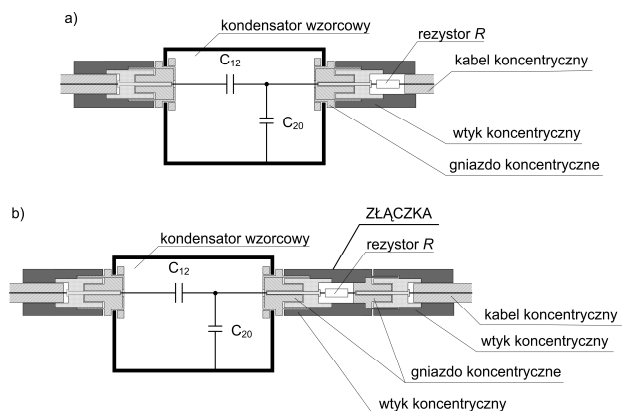 a)
kondensator wzorcowy
rezystor R
C12
kabel koncentryczny
C20
wtyk koncentryczny
gniazdo koncentryczne
b)
ZŁĄCZKA
kondensator wzorcowy
rezystor R
C12
kabel koncentryczny
C20
wtyk koncentryczny
gniazdo koncentryczne
wtyk koncentryczny